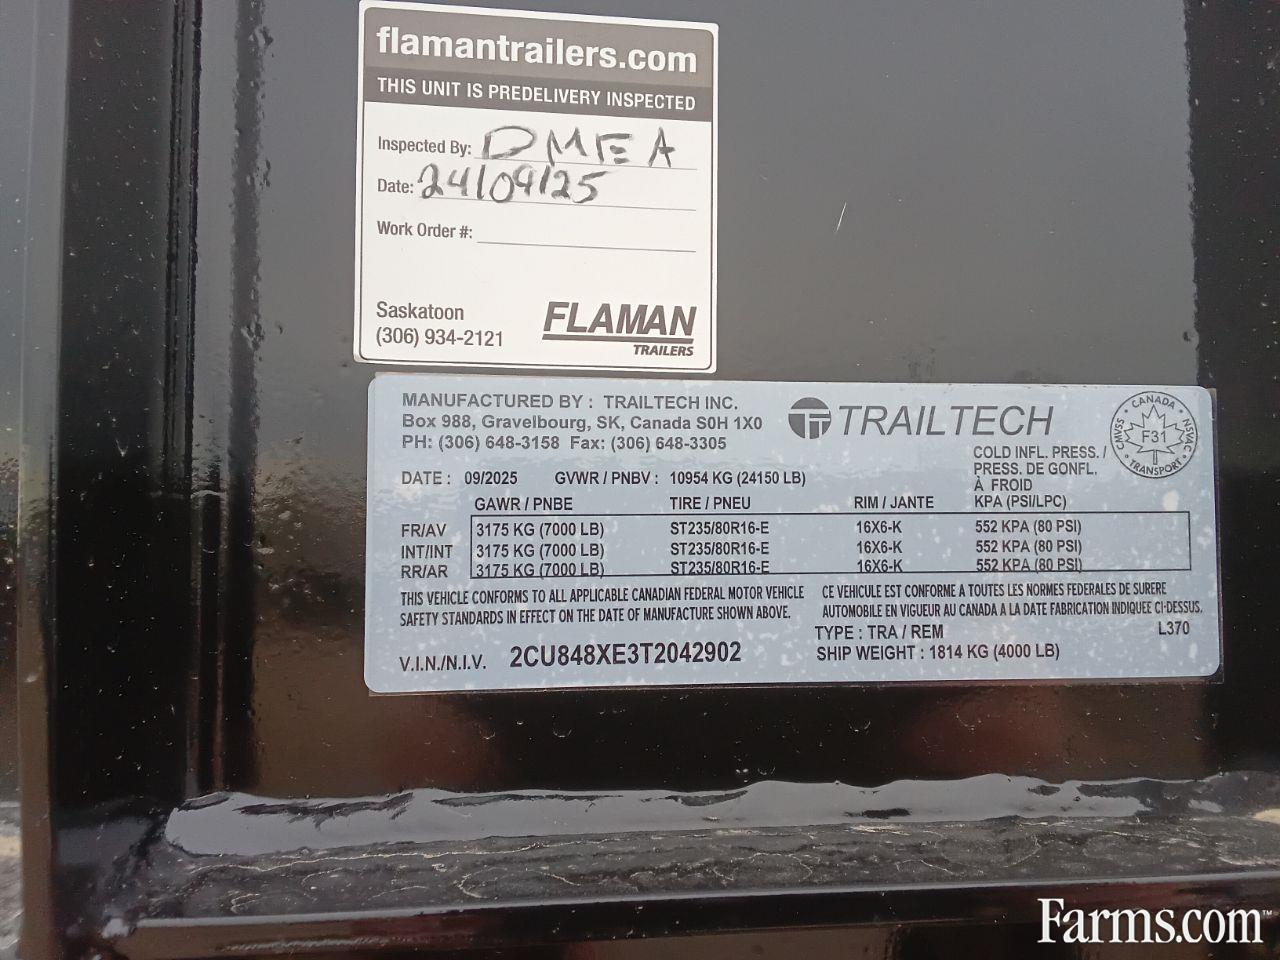 flamantrailers.com
THIS UNIT IS PREDELIVERY INSPECTED
Inspected By: DMEA
Date: 24/09/25
Work Order #:
Saskatoon
(306) 934-2121
FLAMAN
TRAILERS
MANUFACTURED BY : TRAILTECH INC.
Box 988, Gravelbourg, SK, Canada S0H 1X0
PH: (306) 648-3158 Fax: (306) 648-3305
TRAILTECH
CANADA
CMVSS
F31
NSVAC
TRANSPORT
COLD INFL. PRESS. /
PRESS. DE GONFL.
À FROID
KPA (PSI/LPC)
DATE : 09/2025 GVWR / PNBV : 10954 KG (24150 LB)
GAWR / PNBE TIRE / PNEU RIM / JANTE
FR/AV 3175 KG (7000 LB) ST235/80R16-E 16X6-K 552 KPA (80 PSI)
INT/INT 3175 KG (7000 LB) ST235/80R16-E 16X6-K 552 KPA (80 PSI)
RR/AR 3175 KG (7000 LB) ST235/80R16-E 16X6-K 552 KPA (80 PSI)
THIS VEHICLE CONFORMS TO ALL APPLICABLE CANADIAN FEDERAL MOTOR VEHICLE
SAFETY STANDARDS IN EFFECT ON THE DATE OF MANUFACTURE SHOWN ABOVE.
CE VEHICULE EST CONFORME A TOUTES LES NORMES FEDERALES DE SURERE
AUTOMOBILE EN VIGUEUR AU CANADA A LA DATE FABRICATION INDIQUEE CI-DESSUS.
TYPE : TRA / REM L370
V.I.N./N.I.V. 2CU848XE3T2042902 SHIP WEIGHT : 1814 KG (4000 LB)
Farms.com™